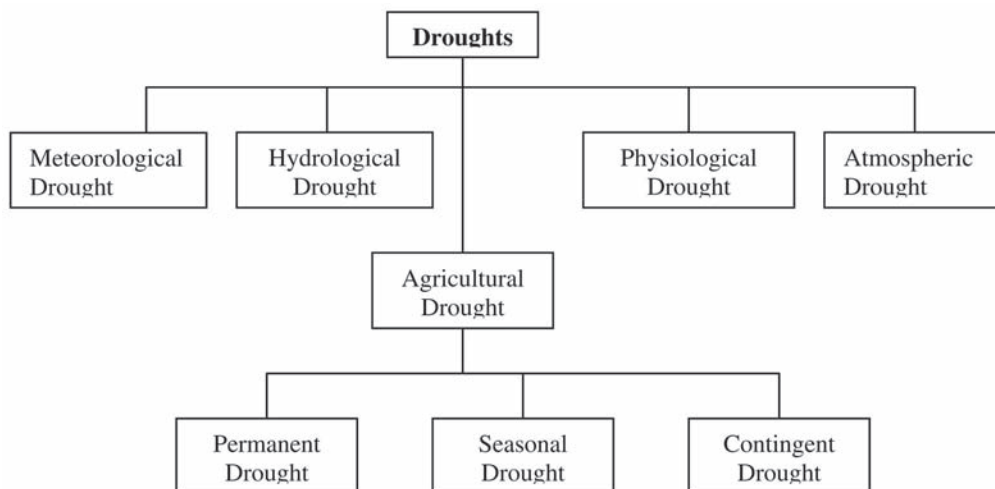 Droughts
Meteorological
Drought
Hydrological
Drought
Physiological
Drought
Atmospheric
Drought
Agricultural
Drought
Permanent
Drought
Seasonal
Drought
Contingent
Drought